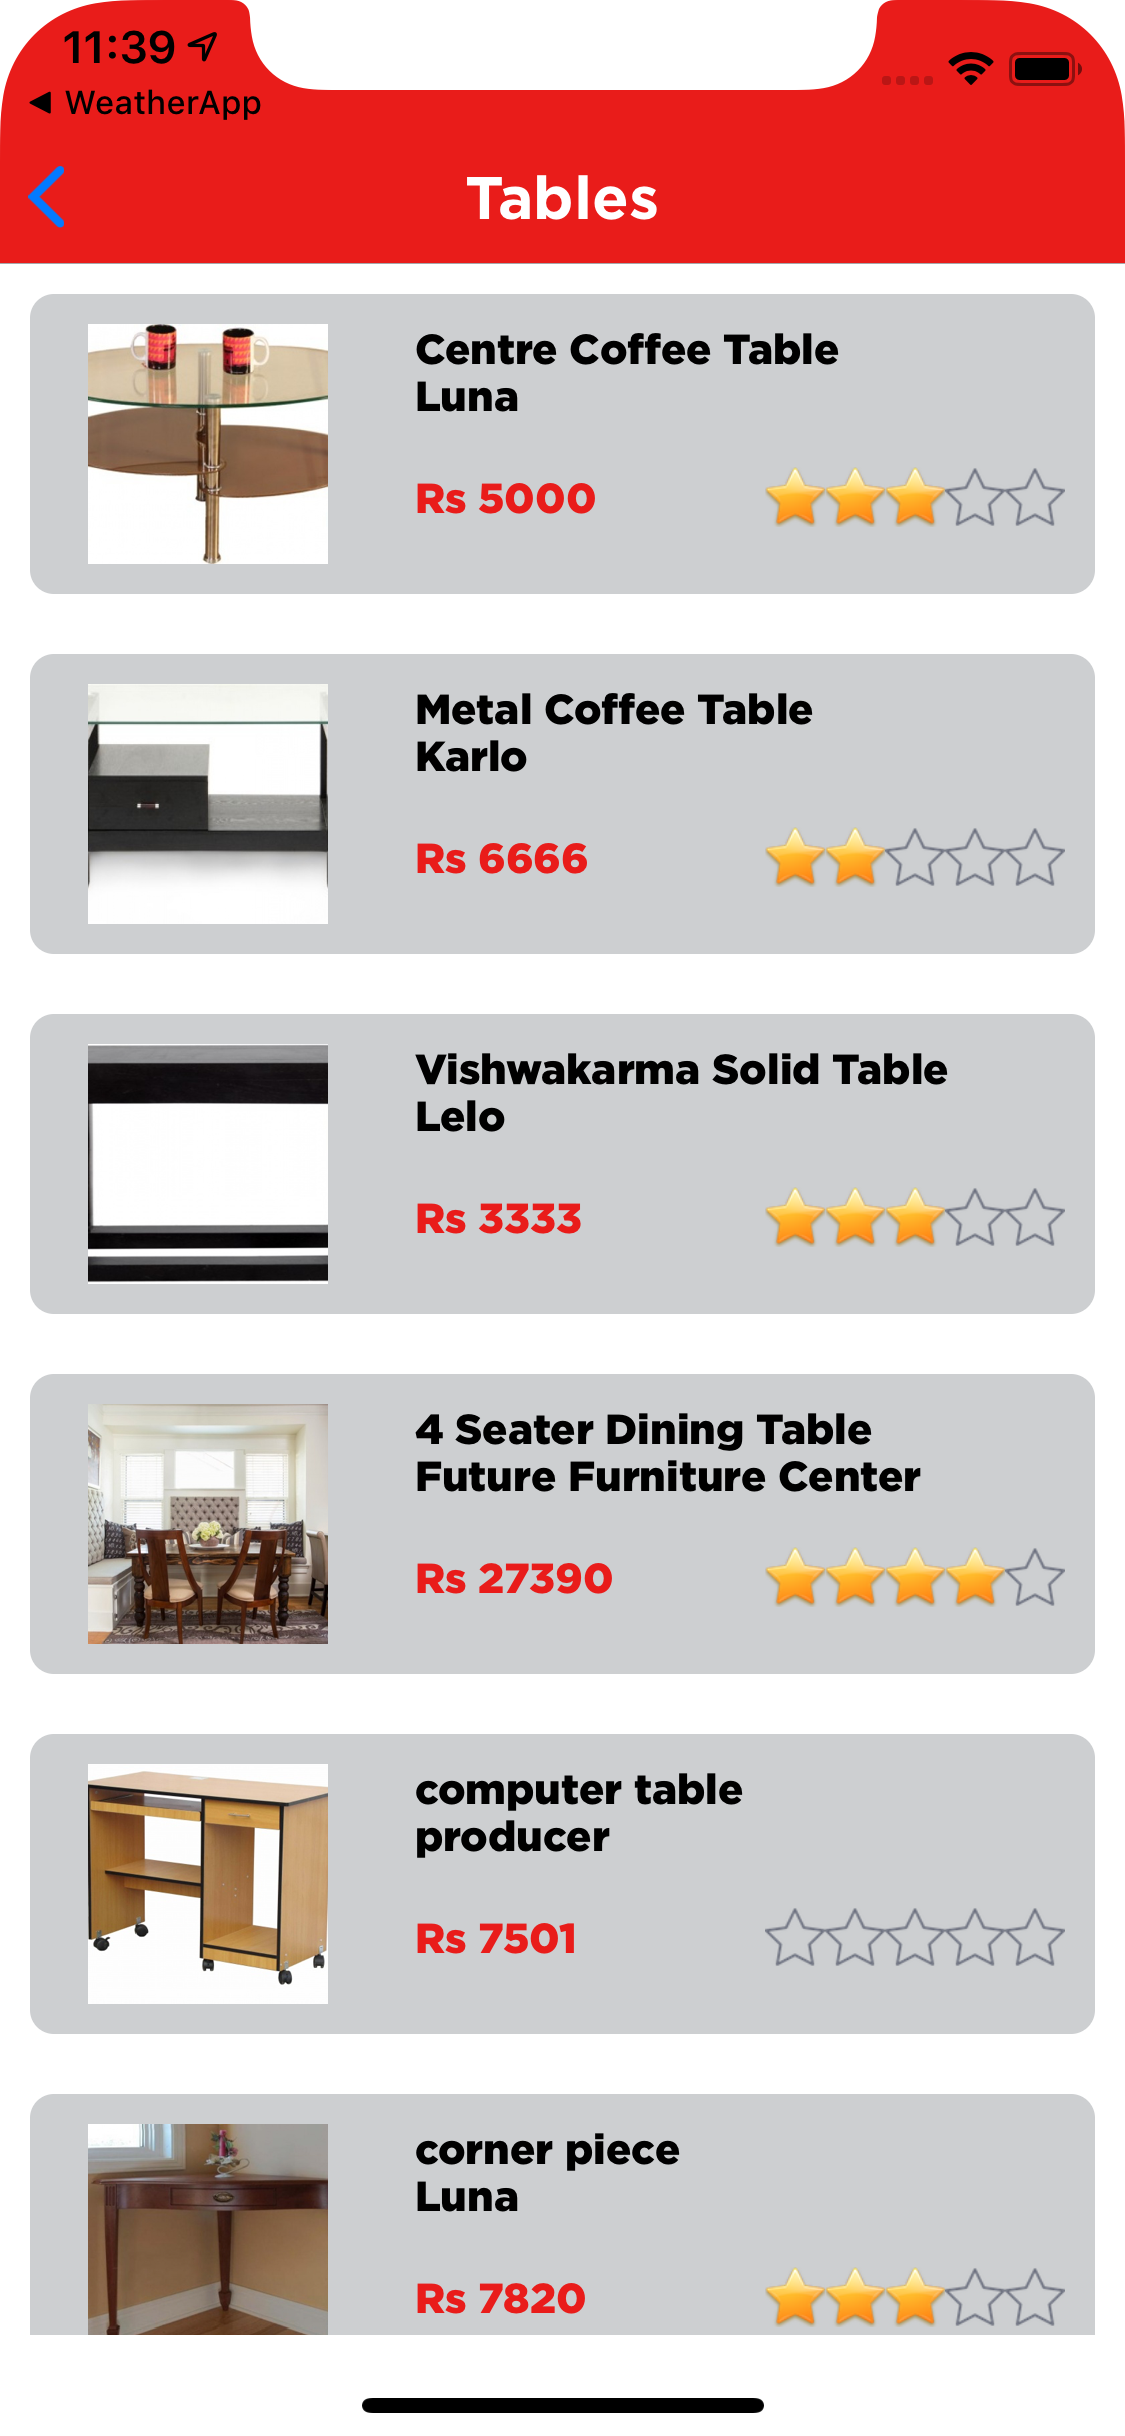 11:39
WeatherApp
Tables
Centre Coffee Table
Luna
Rs 5000
Metal Coffee Table
Karlo
Rs 6666
Vishwakarma Solid Table
Lelo
Rs 3333
4 Seater Dining Table
Future Furniture Center
Rs 27390
computer table
producer
Rs 7501
corner piece
Luna
Rs 7820